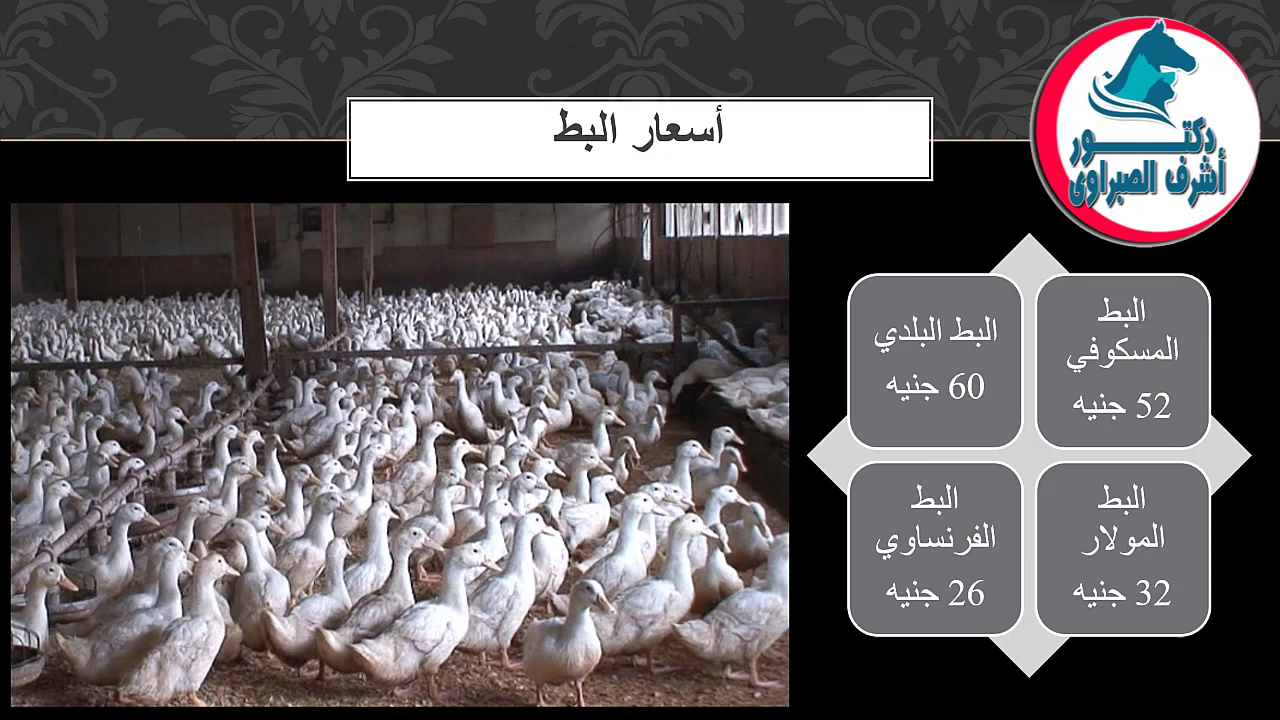 أسعار البط
دكتور
أشرف الصبراوى
البط
المسكوفي
52 جنيه
البط البلدي
60 جنيه
البط
المولار
32 جنيه
البط
الفرنساوي
26 جنيه